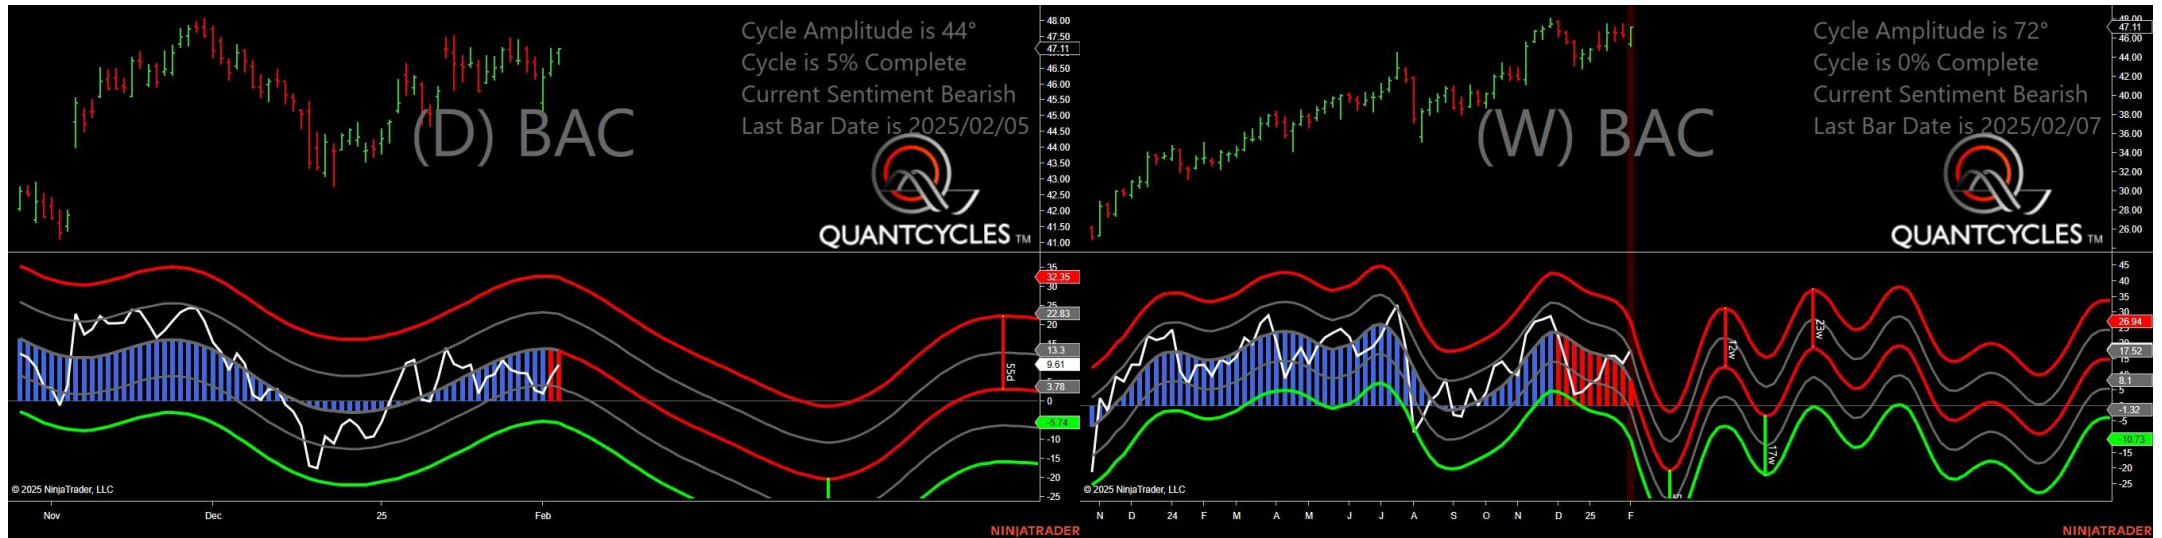 Cycle Amplitude is 44°
Cycle is 5% Complete
Current Sentiment Bearish
Last Bar Date is 2025/02/05
(D) BAC
QUANTCYCLES TM
48.00
47.50
47.11
46.50
46.00
45.50
45.00
44.50
44.00
43.50
43.00
42.50
42.00
41.50
41.00
35
32.35
30
25
22.83
20
15
13.3
9.61
5
3.78
0
-5.74
-10
-15
-20
-25
55d
© 2025 NinjaTrader, LLC
Nov Dec 25 Feb
NINJATRADER
Cycle Amplitude is 72°
Cycle is 0% Complete
Current Sentiment Bearish
Last Bar Date is 2025/02/07
(W) BAC
QUANTCYCLES TM
48.00
47.11
46.00
44.00
42.00
40.00
38.00
36.00
34.00
32.00
30.00
28.00
26.00
45
40
35
30
26.94
25
17.52
15
8.1
5
-1.32
-5
-10.73
-15
-20
-25
12w
23w
17w
5
© 2025 NinjaTrader, LLC
N D 24 F M A M J J A S O N D 25 F
NINJATRADER